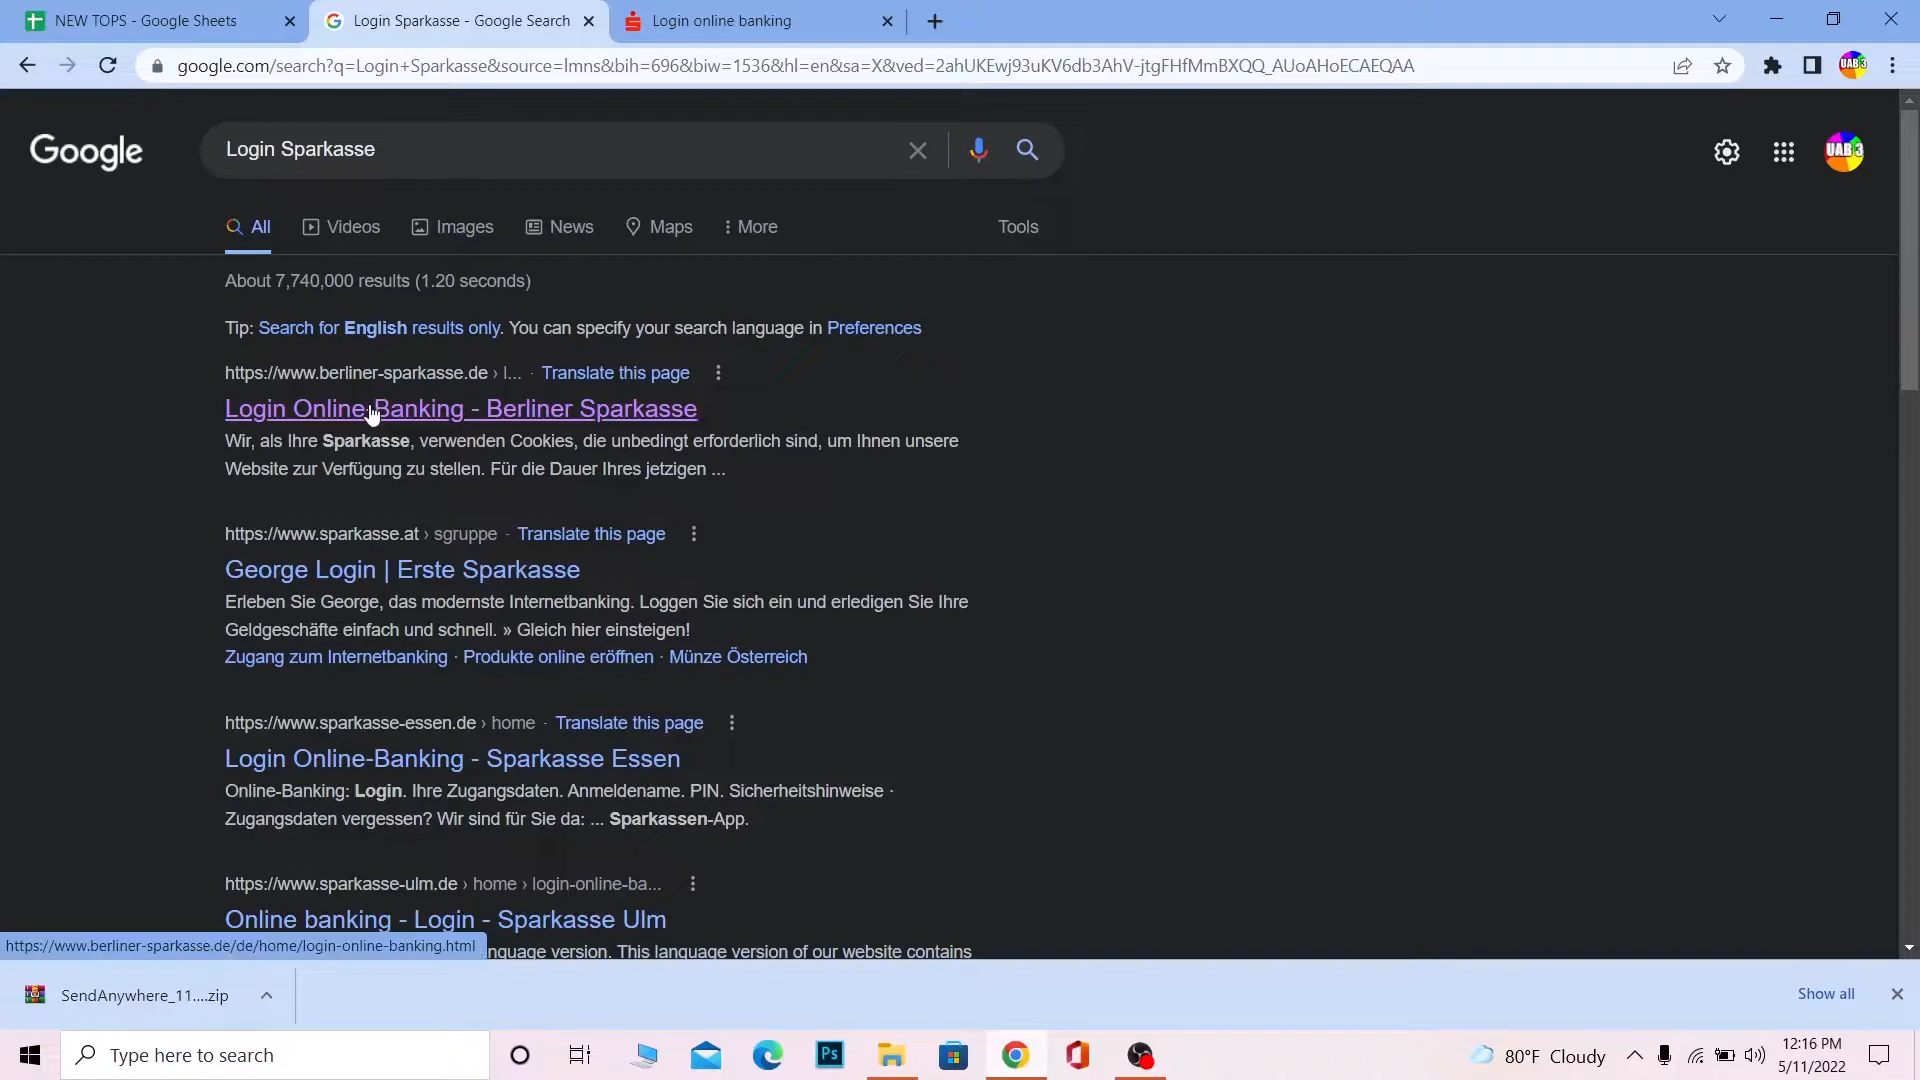 NEW TOPS - Google Sheets
Login Sparkasse - Google Search
Login online banking
google.com/search?q=Login+Sparkasse&source=lmns&bih=696&biw=1536&hl=en&sa=X&ved=2ahUKEwj93uKV6db3AhV-jtgFHfMmBXQQ_AUoAHoECAEQAA
UAB 3
Google
Login Sparkasse
UAB 3
All
Videos
Images
News
Maps
More
Tools
About 7,740,000 results (1.20 seconds)
Tip: Search for English results only. You can specify your search language in Preferences
https://www.berliner-sparkasse.de › l... · Translate this page
Login Online-Banking - Berliner Sparkasse
Wir, als Ihre Sparkasse, verwenden Cookies, die unbedingt erforderlich sind, um Ihnen unsere
Website zur Verfügung zu stellen. Für die Dauer Ihres jetzigen ...
https://www.sparkasse.at › sgruppe · Translate this page
George Login | Erste Sparkasse
Erleben Sie George, das modernste Internetbanking. Loggen Sie sich ein und erledigen Sie Ihre
Geldgeschäfte einfach und schnell. » Gleich hier einsteigen!
Zugang zum Internetbanking · Produkte online eröffnen · Münze Österreich
https://www.sparkasse-essen.de › home · Translate this page
Login Online-Banking - Sparkasse Essen
Online-Banking: Login. Ihre Zugangsdaten. Anmeldename. PIN. Sicherheitshinweise ·
Zugangsdaten vergessen? Wir sind für Sie da: ... Sparkassen-App.
https://www.sparkasse-ulm.de › home › login-online-ba...
Online banking - Login - Sparkasse Ulm
https://www.berliner-sparkasse.de/de/home/login-online-banking.html
nguage version. This language version of our website contains
SendAnywhere_11....zip
Show all
Type here to search
Ps
80°F Cloudy
12:16 PM
5/11/2022